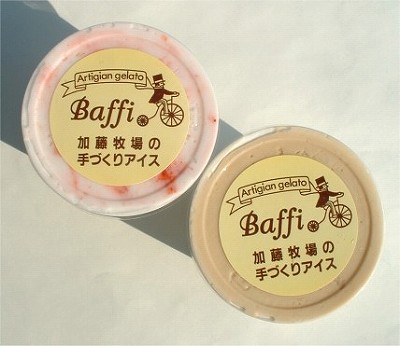 Artigian gelato
Baffi
加藤牧場の
手づくりアイス
Artigian gelato
Baffi
加藤牧場の
手づくりアイス